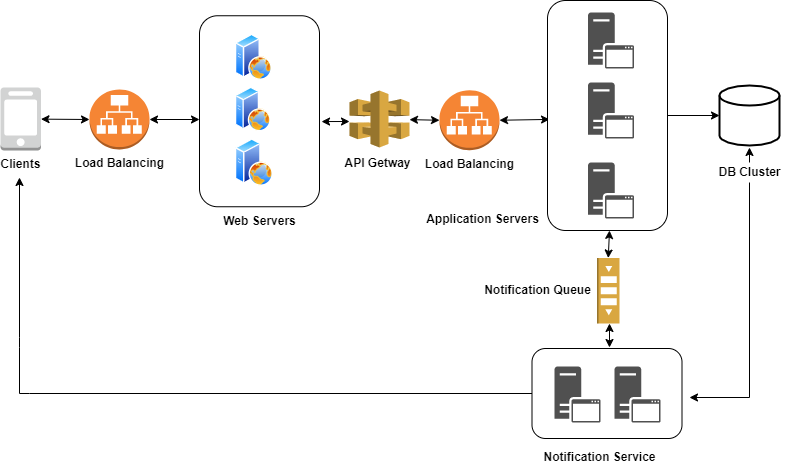 Clients
Load Balancing
Web Servers
API Getway
Load Balancing
Application Servers
DB Cluster
Notification Queue
Notification Service